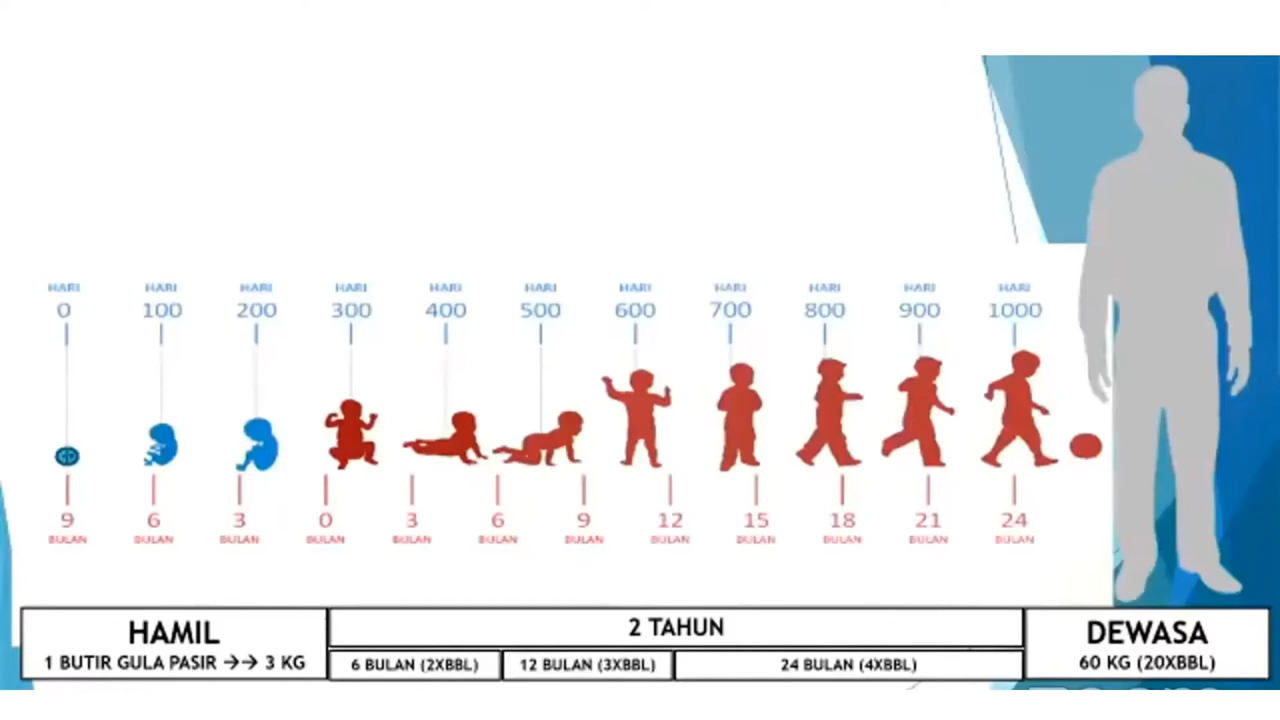 HARI HARI HARI HARI HARI HARI HARI HARI HARI HARI HARI
0 100 200 300 400 500 600 700 800 900 1000
9 6 3 0 3 6 9 12 15 18 21 24
BULAN BULAN BULAN BULAN BULAN BULAN BULAN BULAN BULAN BULAN BULAN BULAN
HAMIL
1 BUTIR GULA PASIR →→ 3 KG
2 TAHUN
6 BULAN (2XBBL) 12 BULAN (3XBBL) 24 BULAN (4XBBL)
DEWASA
60 KG (20XBBL)